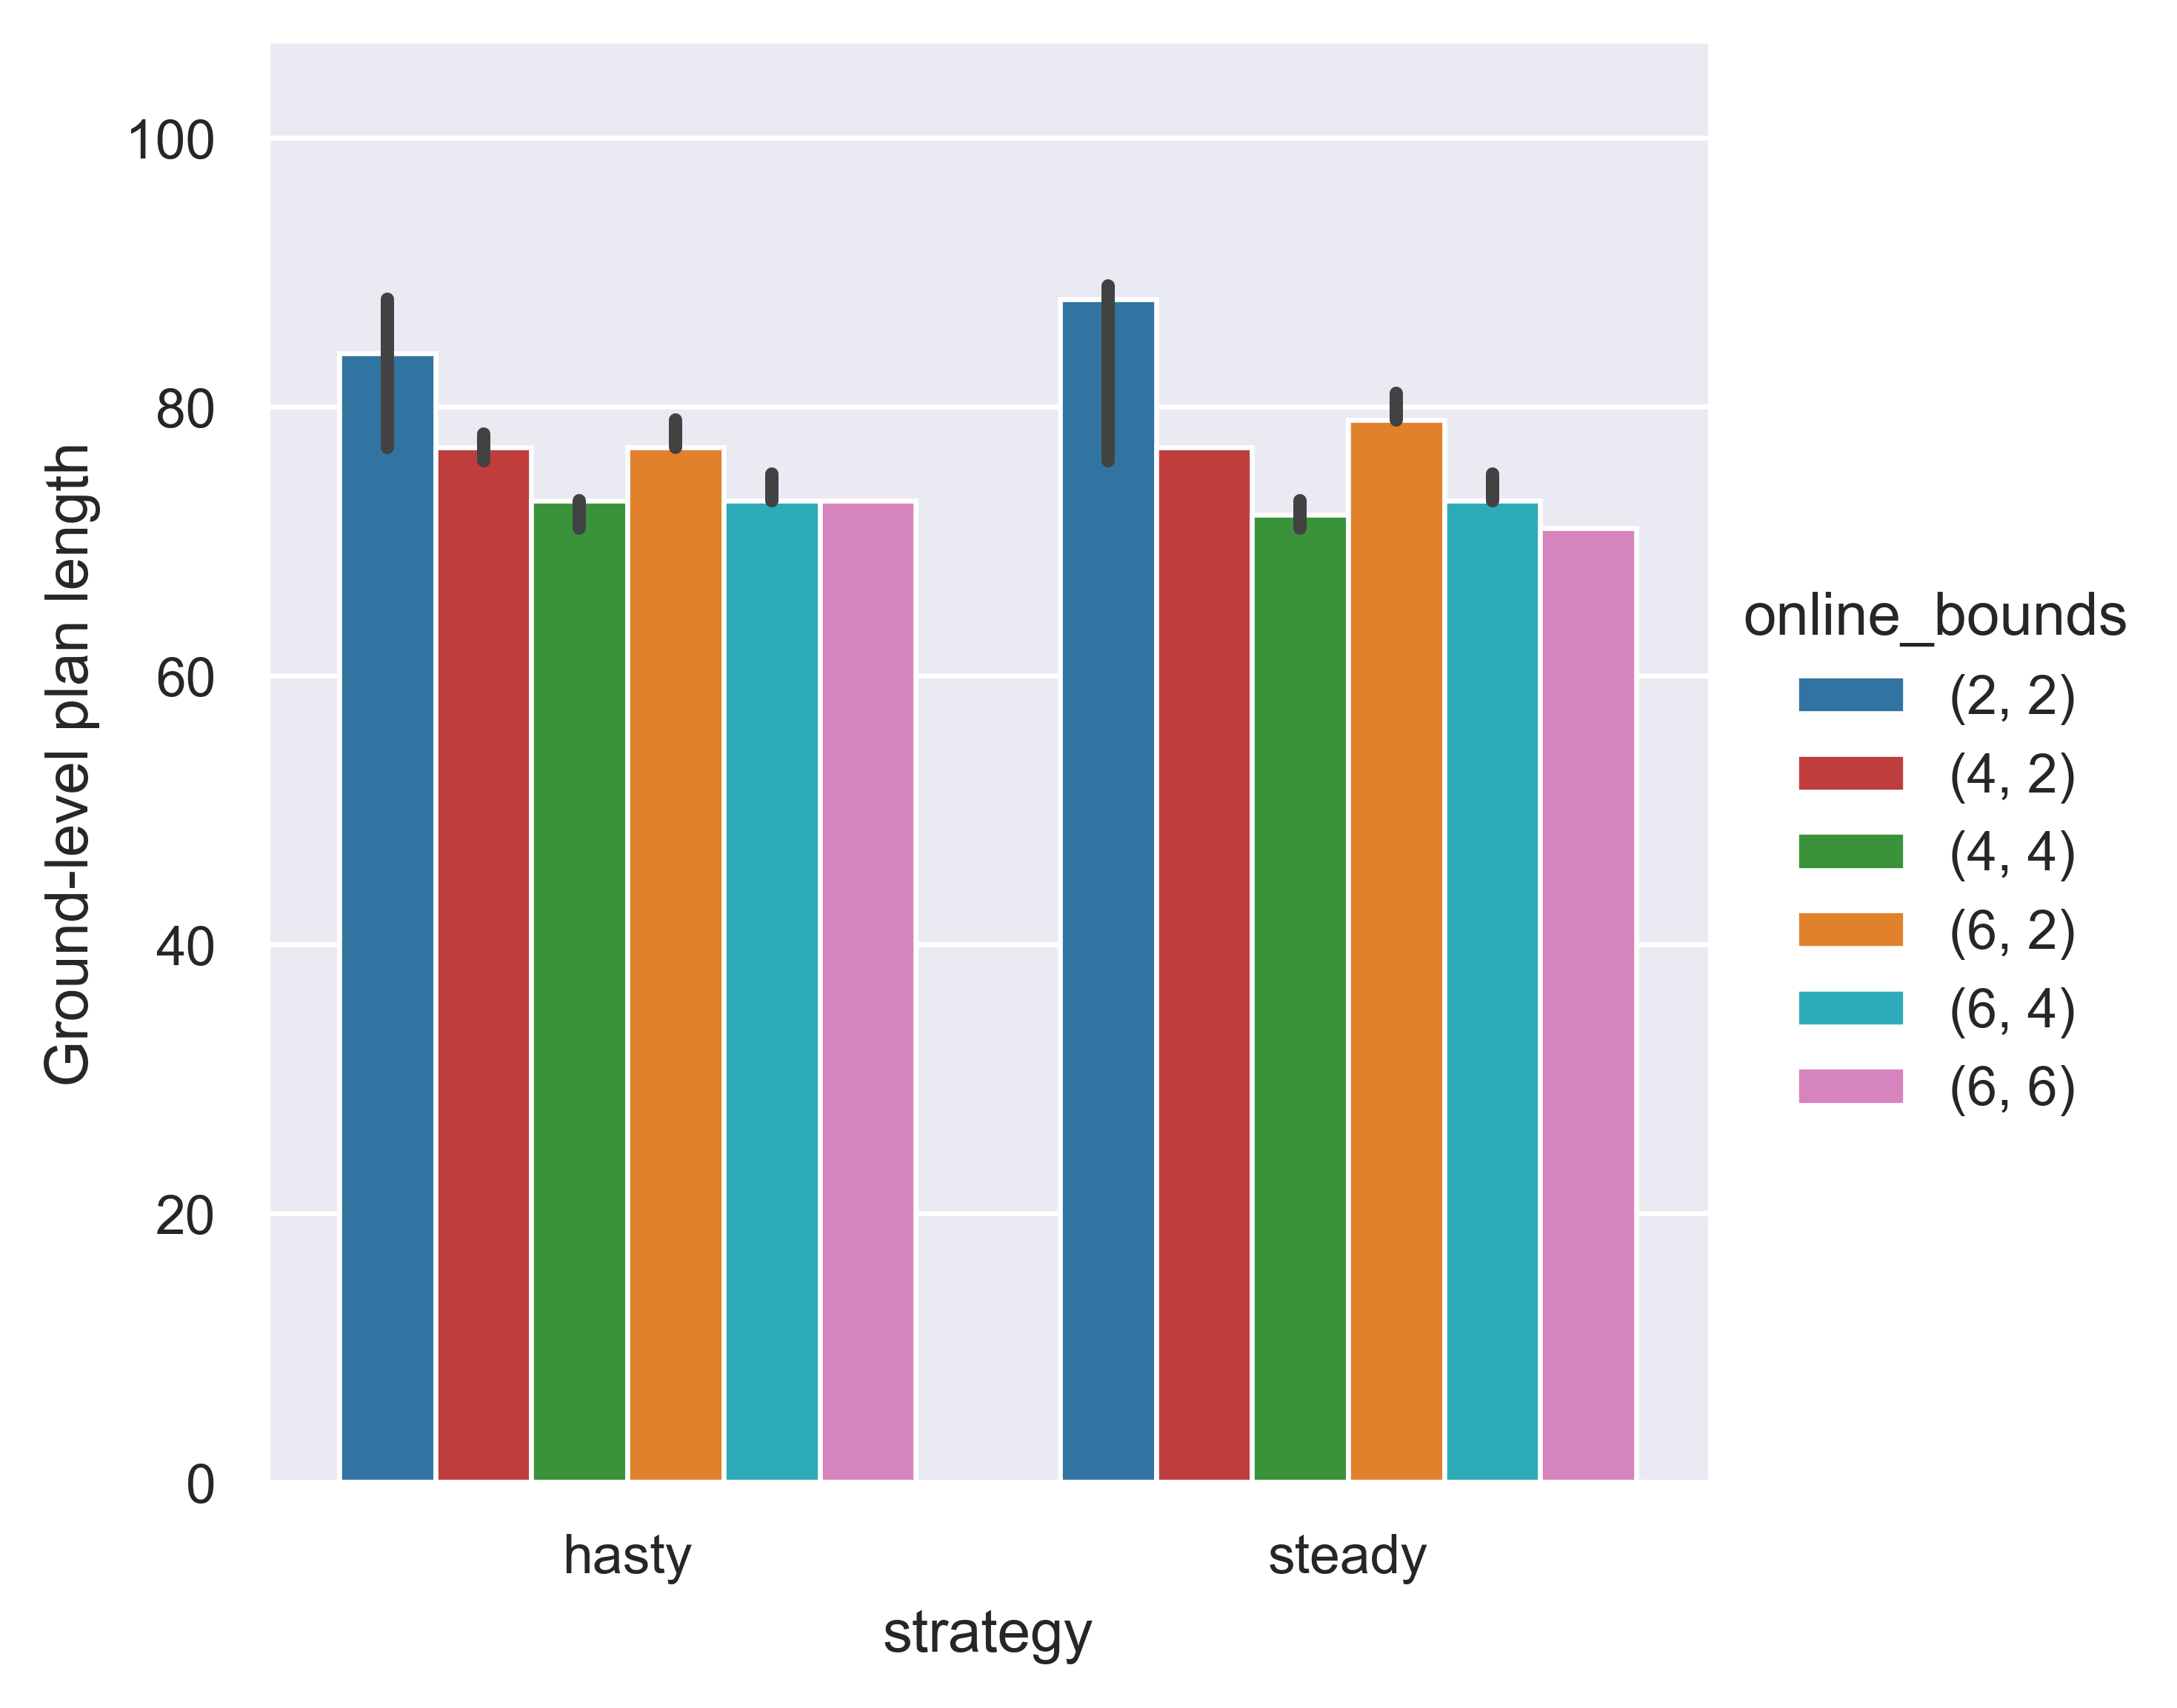 Ground-level plan length
100
80
60
40
20
0
hasty
steady
strategy
online_bounds
(2, 2)
(4, 2)
(4, 4)
(6, 2)
(6, 4)
(6, 6)